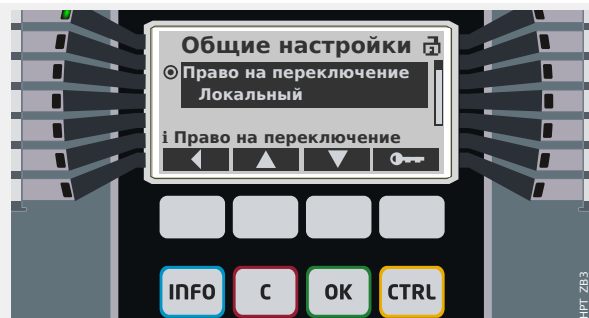 Общие настройки
Право на переключение
Локальный
i Право на переключение
INFO
C
OK
CTRL
HPT_ZB3